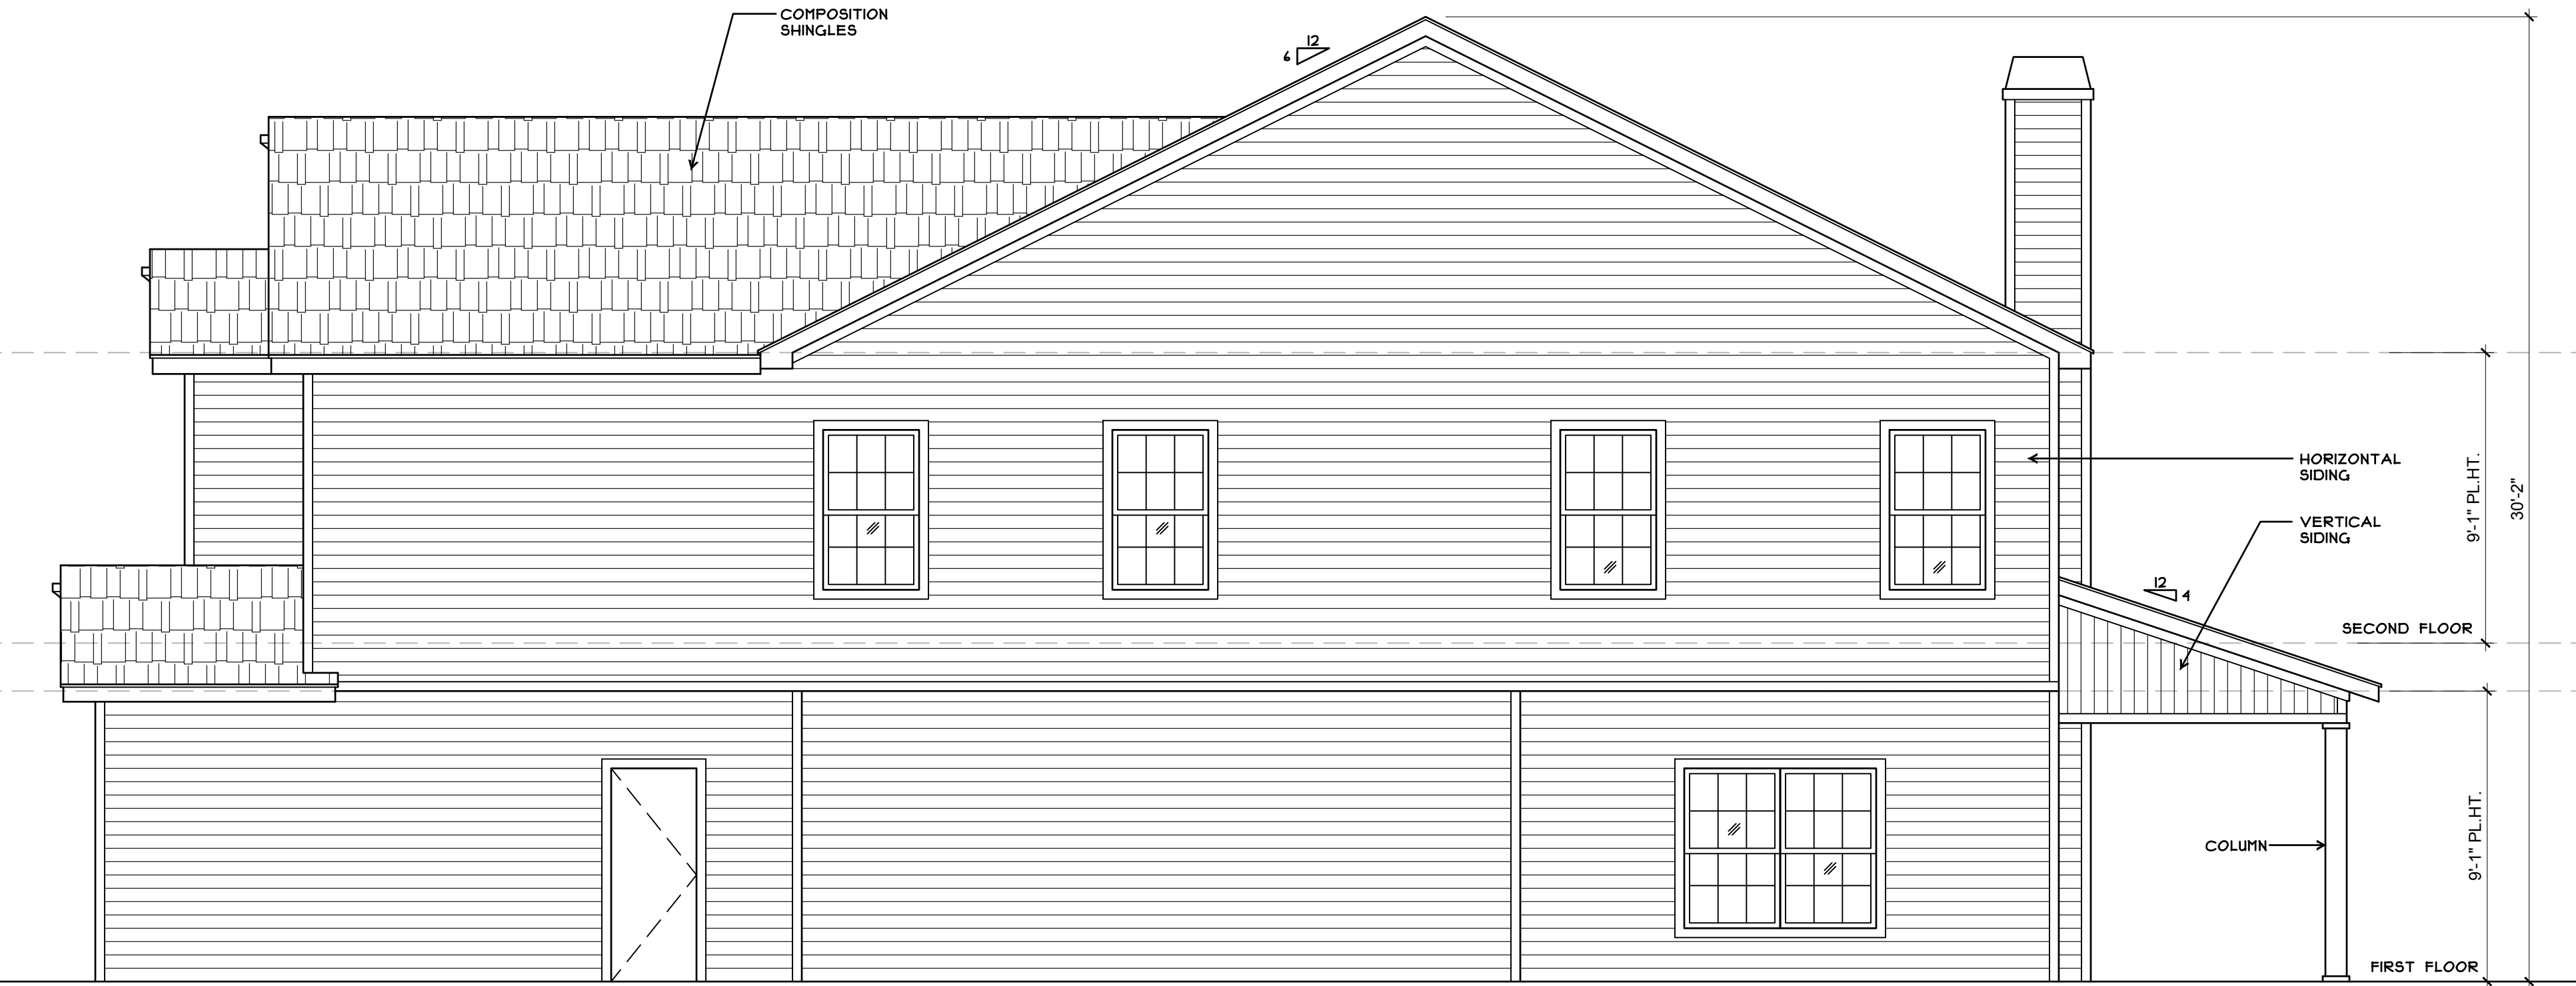 COMPOSITION
SHINGLES
12
6
HORIZONTAL
SIDING
9'-1" PL.HT.
30'-2"
VERTICAL
SIDING
12
4
SECOND FLOOR
COLUMN
9'-1" PL.HT.
FIRST FLOOR